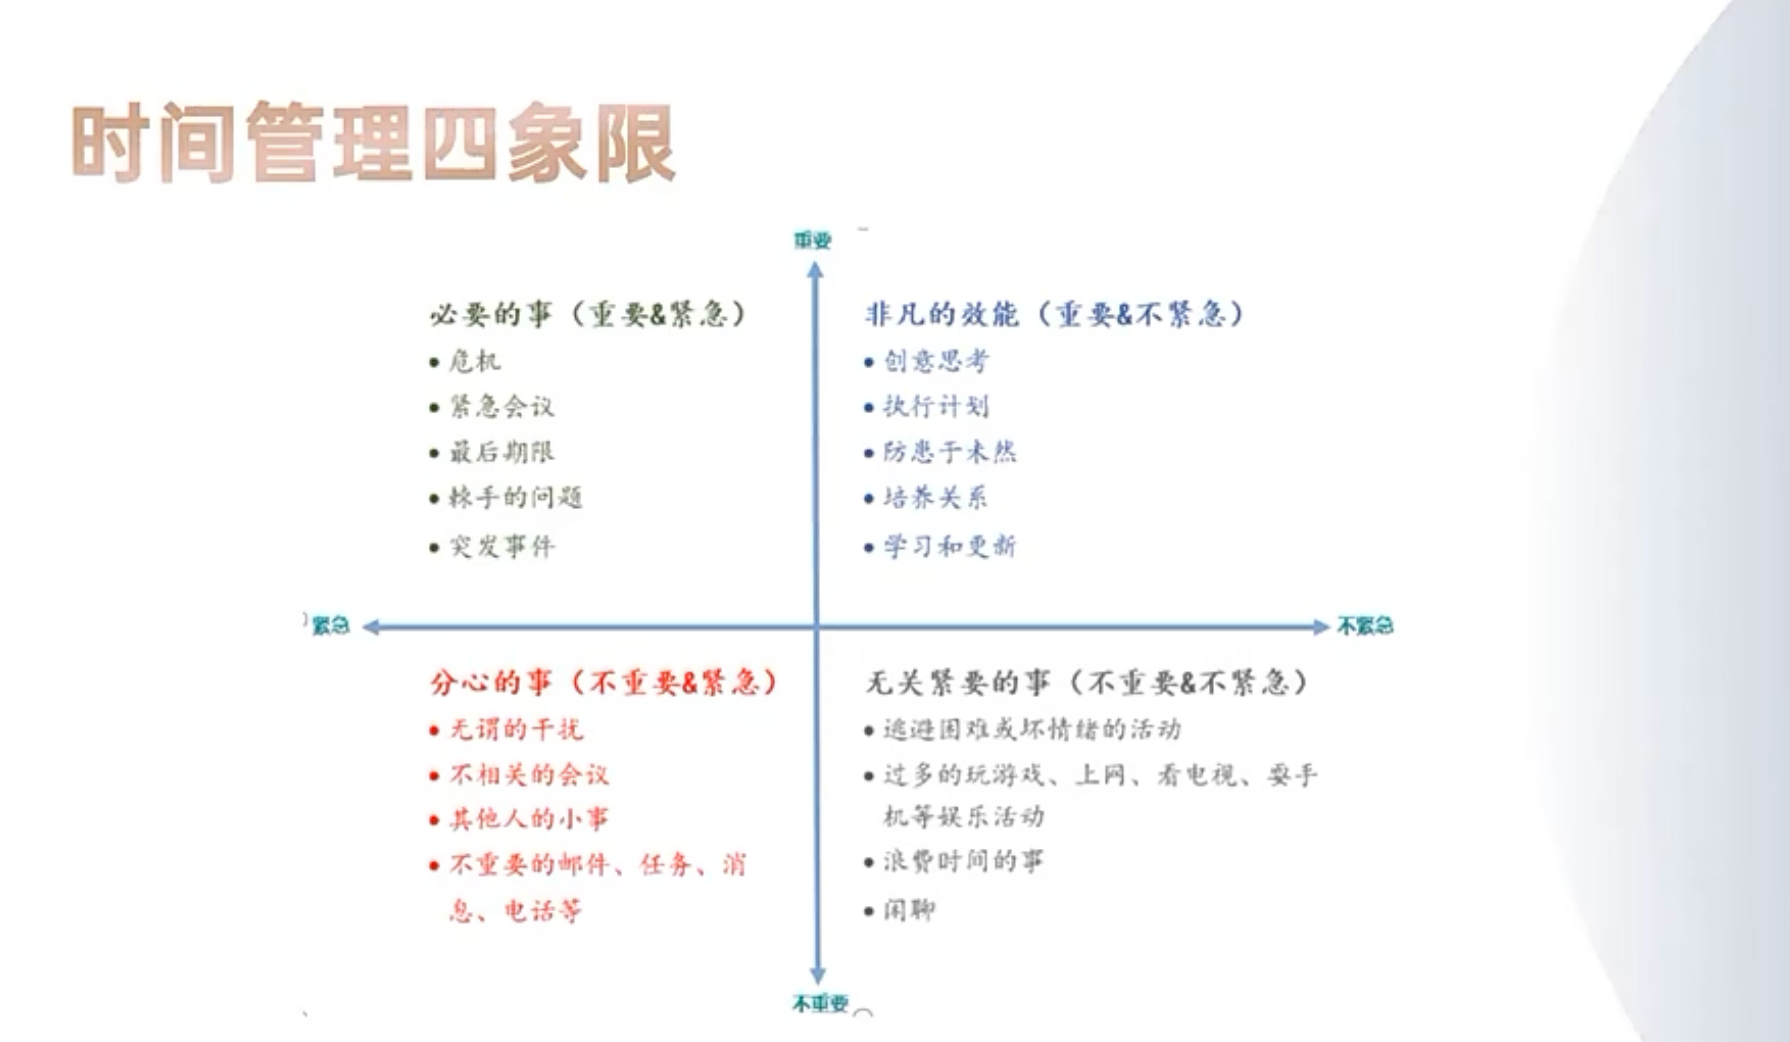 时间管理四象限
重要
必要的事（重要&紧急）
• 危机
• 紧急会议
• 最后期限
• 棘手的问题
• 突发事件
非凡的效能（重要&不紧急）
• 创意思考
• 执行计划
• 防患于未然
• 培养关系
• 学习和更新
紧急
不紧急
分心的事（不重要&紧急）
• 无谓的干扰
• 不相关的会议
• 其他人的小事
• 不重要的邮件、任务、消
息、电话等
无关紧要的事（不重要&不紧急）
• 逃避困难或坏情绪的活动
• 过多的玩游戏、上网、看电视、耍手
机等娱乐活动
• 浪费时间的事
• 闲聊
不重要